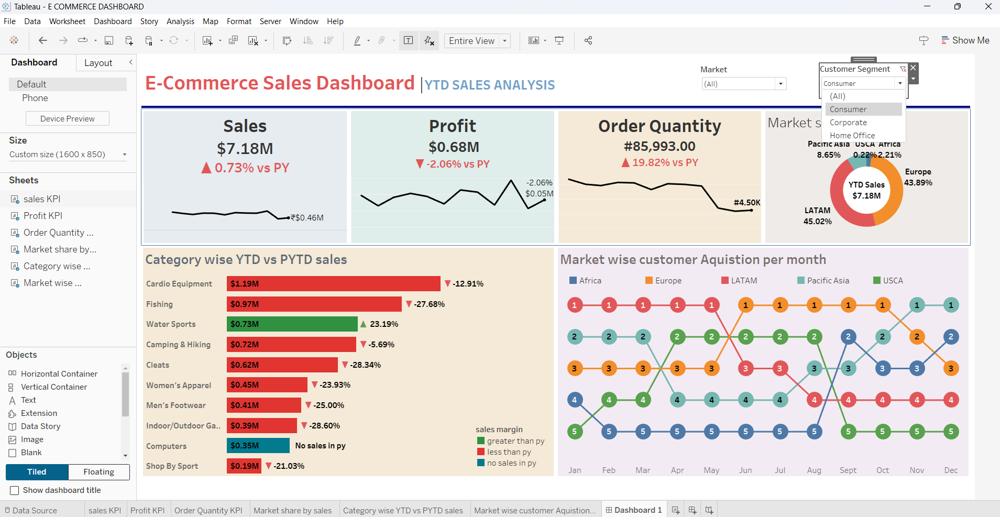 Tableau - E COMMERCE DASHBOARD
File Data Worksheet Dashboard Story Analysis Map Format Server Window Help
Entire View
Show Me
Dashboard Layout
Default
Phone
Device Preview
Size
Custom size (1600 x 850)
Sheets
sales KPI
Profit KPI
Order Quantity ...
Market share by...
Category wise ...
Market wise ...
Objects
Horizontal Container
Vertical Container
Text
Extension
Data Story
Image
Blank
Tiled Floating
Show dashboard title
E-Commerce Sales Dashboard |YTD SALES ANALYSIS
Market
(All)
Customer Segment
Consumer
(All)
Consumer
Corporate
Home Office
Sales
$7.18M
▲ 0.73% vs PY
₹$0.46M
Profit
$0.68M
▼ -2.06% vs PY
-2.06%
$0.05M
Order Quantity
#85,993.00
▲ 19.82% vs PY
#4.50K
Market s
Pacific Asia USCA Africa
8.65% 0.22% 2.21%
Europe
43.89%
YTD Sales
$7.18M
LATAM
45.02%
Category wise YTD vs PYTD sales
Cardio Equipment $1.19M ▼ -12.91%
Fishing $0.97M ▼ -27.68%
Water Sports $0.73M ▲ 23.19%
Camping & Hiking $0.72M ▼ -5.69%
Cleats $0.62M ▼ -28.34%
Women's Apparel $0.45M ▼ -23.93%
Men's Footwear $0.41M ▼ -25.00%
Indoor/Outdoor Ga.. $0.39M ▼ -28.60%
Computers $0.35M No sales in py
Shop By Sport $0.19M ▼ -21.03%
sales margin
greater than py
less than py
no sales in py
Market wise customer Aquistion per month
Africa Europe LATAM Pacific Asia USCA
1 1 1 1 1 1 1 1 1 1 1 1
2 2 2 2 2 2 2 2 2 2 2 2
3 3 3 3 3 3 3 3 3 3 3 3
4 4 4 4 4 4 4 4 4 4 4 4
5 5 5 5 5 5 5 5 5 5 5 5
Jan Feb Mar Apr May Jun Jul Aug Sept Oct Nov Dec
Data Source sales KPI Profit KPI Order Quantity KPI Market share by sales Category wise YTD vs PYTD sales Market wise customer Aquistion... Dashboard 1